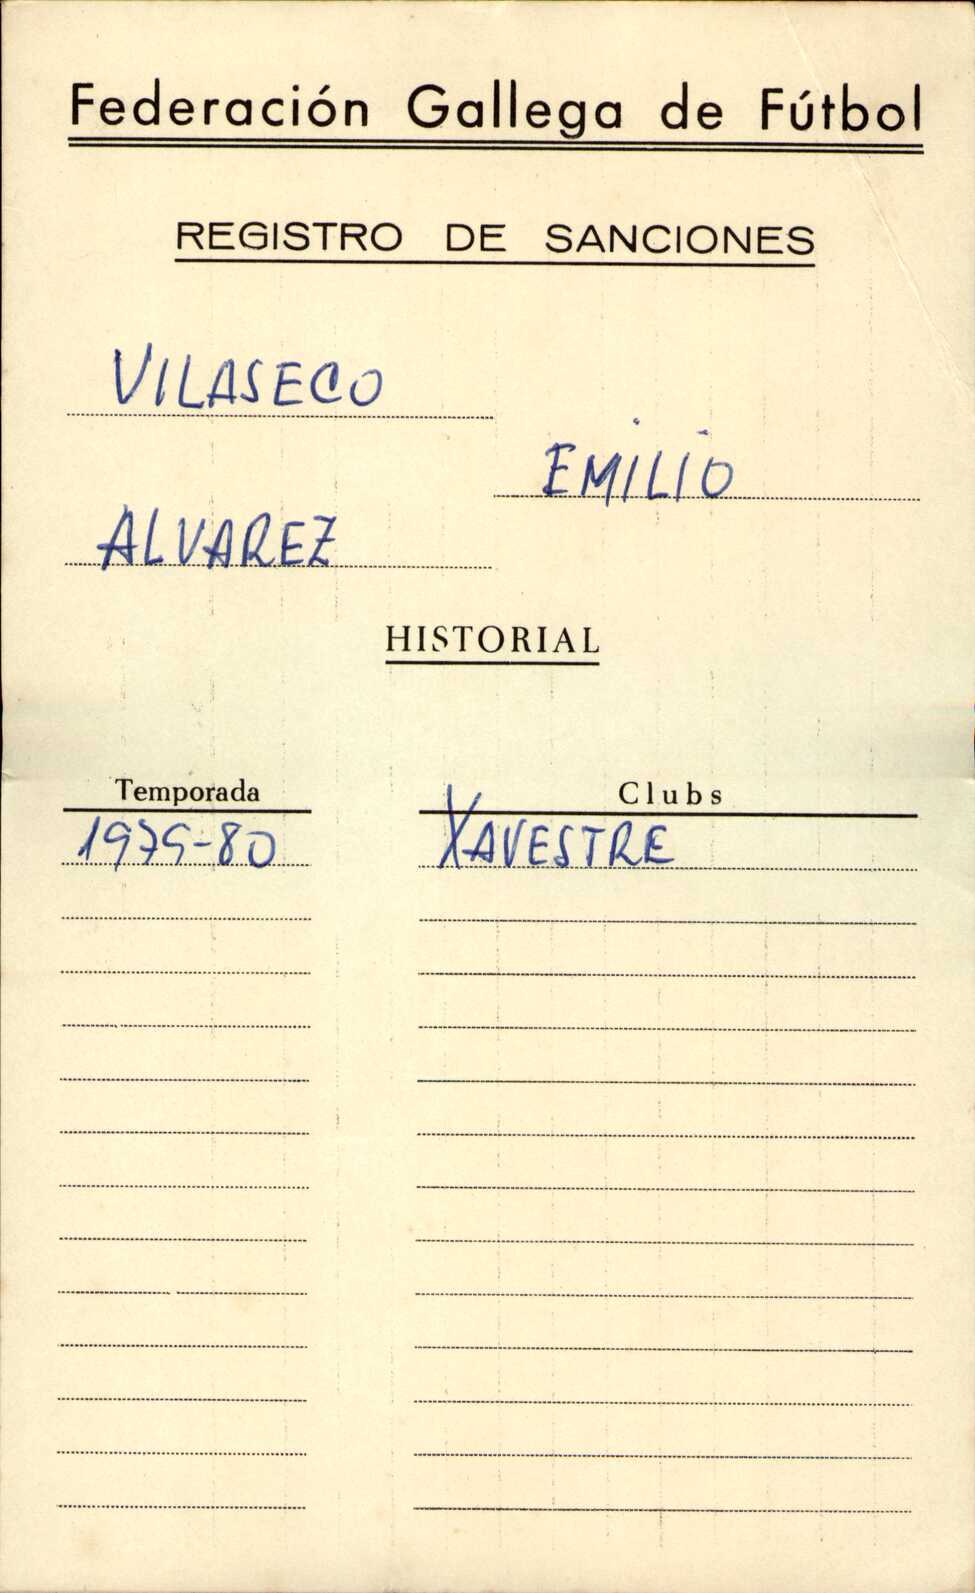 Federación Gallega de Fútbol
REGISTRO DE SANCIONES
VILASECO
EMILIO
ALVAREZ
HISTORIAL
Temporada Clubs
1979-80 XAVESTRE